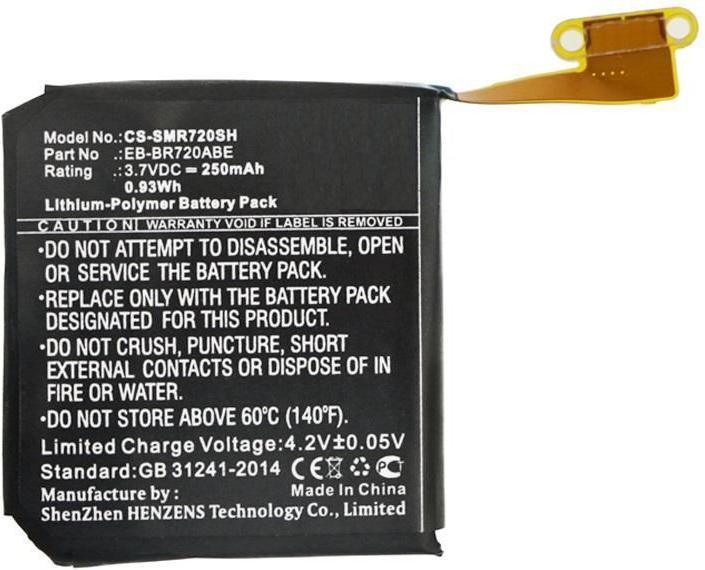 Model No.:CS-SMR720SH
Part No .:EB-BR720ABE
Rating .:3.7VDC = 250mAh
0.93Wh
Lithium-Polymer Battery Pack
CAUTION! WARRANTY VOID IF LABEL IS REMOVED
•DO NOT ATTEMPT TO DISASSEMBLE, OPEN
OR SERVICE THE BATTERY PACK.
•REPLACE ONLY WITH THE BATTERY PACK
DESIGNATED FOR THIS PRODUCT.
•DO NOT CRUSH, PUNCTURE, SHORT
EXTERNAL CONTACTS OR DISPOSE OF IN
FIRE OR WATER.
•DO NOT STORE ABOVE 60°C (140°F).
Limited Charge Voltage:4.2V±0.05V
Standard:GB 31241-2014 CE PC
Made In China
Manufacture by :
ShenZhen HENZENS Technology Co., Limited